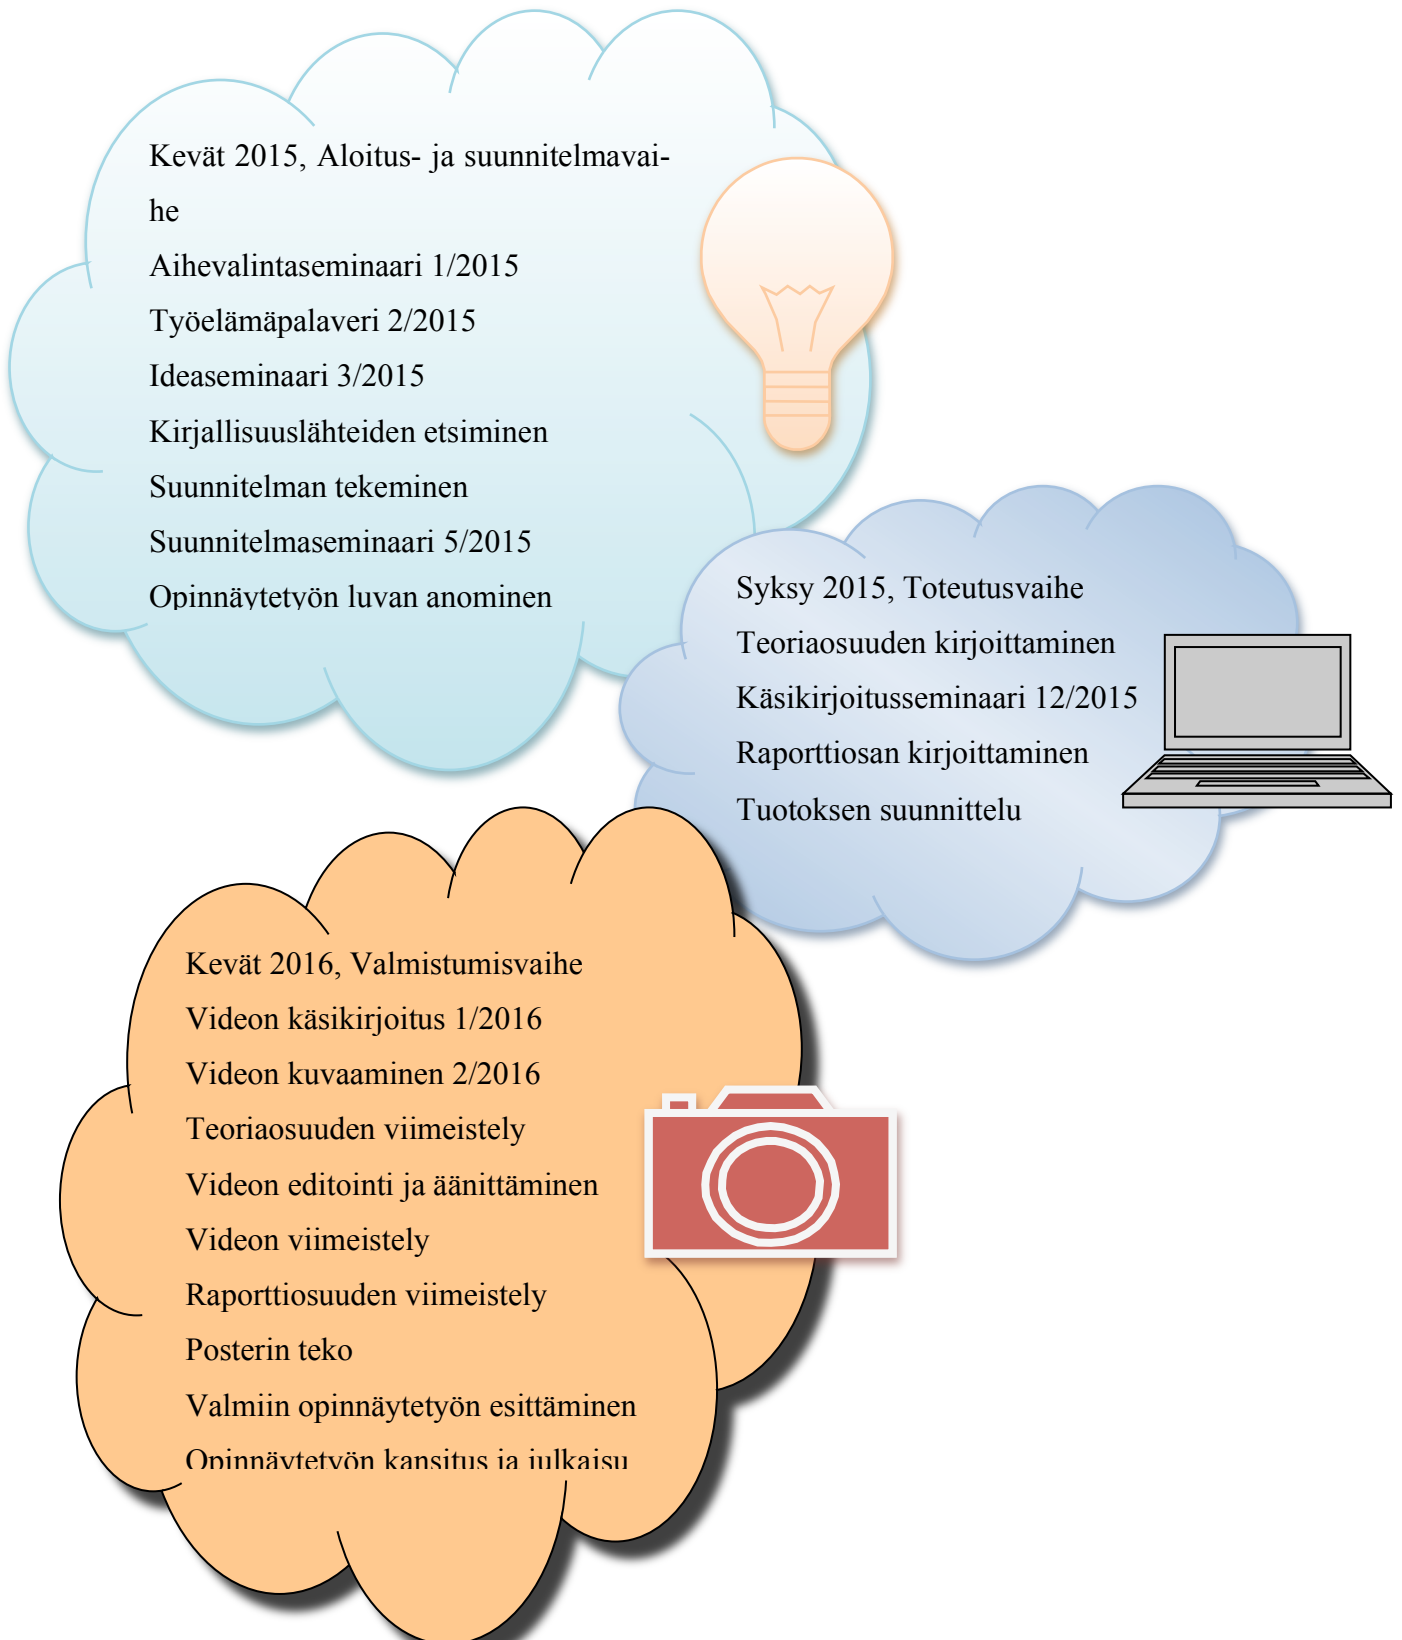 Kevät 2015, Aloitus- ja suunnitelmavai-
he
Aihevalintaseminaari 1/2015
Työelämäpalaveri 2/2015
Ideaseminaari 3/2015
Kirjallisuuslähteiden etsiminen
Suunnitelman tekeminen
Suunnitelmaseminaari 5/2015
Opinnäytetyön luvan anominen
Syksy 2015, Toteutusvaihe
Teoriaosuuden kirjoittaminen
Käsikirjoitusseminaari 12/2015
Raporttiosan kirjoittaminen
Tuotoksen suunnittelu
Kevät 2016, Valmistumisvaihe
Videon käsikirjoitus 1/2016
Videon kuvaaminen 2/2016
Teoriaosuuden viimeistely
Videon editointi ja äänittäminen
Videon viimeistely
Raporttiosuuden viimeistely
Posterin teko
Valmiin opinnäytetyön esittäminen
Opinnäytetyön kansitus ja julkaisu